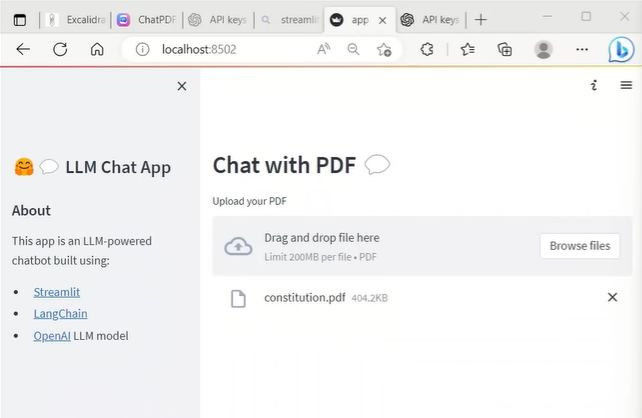 Excalidra
ChatPDF
API keys
streamli
app
API keys
localhost:8502
LLM Chat App
About
This app is an LLM-powered
chatbot built using:
Streamlit
LangChain
OpenAI LLM model
Chat with PDF
Upload your PDF
Drag and drop file here
Limit 200MB per file • PDF
Browse files
constitution.pdf 404.2KB